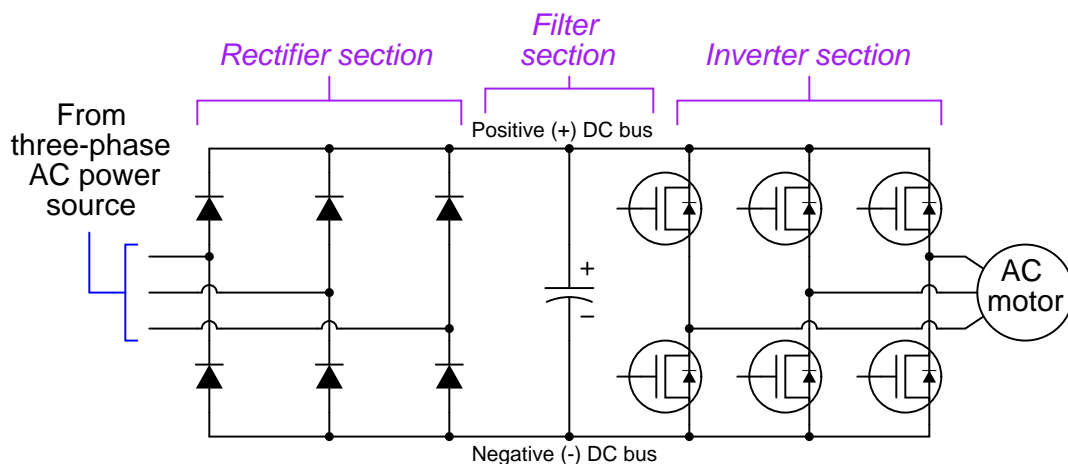 Filter
section
Rectifier section
Inverter section
From
three-phase
AC power
source
Positive (+) DC bus
+
−
AC
motor
Negative (-) DC bus